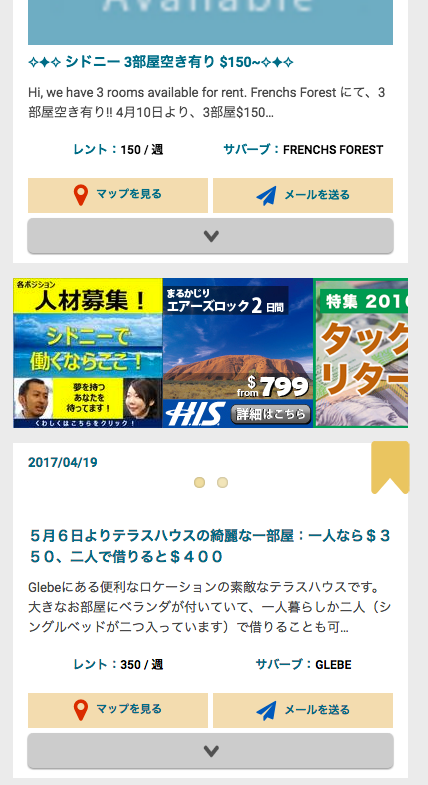 Available
✧✦✧ シドニー 3部屋空き有り $150~✧✦✧
Hi, we have 3 rooms available for rent. Frenchs Forest にて、3
部屋空き有り!! 4月10日より、3部屋$150...
レント：150 / 週 サバーブ：FRENCHS FOREST
マップを見る メールを送る
各ポジション
人材募集！
シドニーで
働くならここ！
夢を持つ
あなたを
待ってます！
くわしくはこちらをクリック！
まるかじり
エアーズロック2日間
$
from 799
H.I.S. 詳細はこちら
特集 2016
タック
リター
2017/04/19
５月６日よりテラスハウスの綺麗な一部屋：一人なら＄３
５０、二人で借りると＄４００
Glebeにある便利なロケーションの素敵なテラスハウスです。
大きなお部屋にベランダが付いていて、一人暮らしか二人（シ
ングルベッドが二つ入っています）で借りることも可...
レント：350 / 週 サバーブ：GLEBE
マップを見る メールを送る